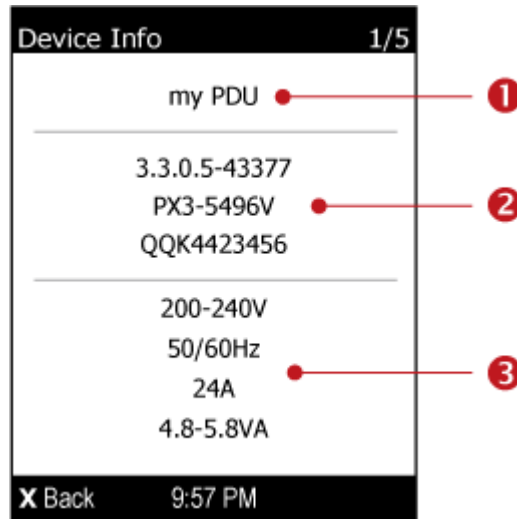 Device Info 1/5
my PDU
1
3.3.0.5-43377
PX3-5496V
2
QQK4423456
200-240V
50/60Hz
3
24A
4.8-5.8VA
X Back 9:57 PM